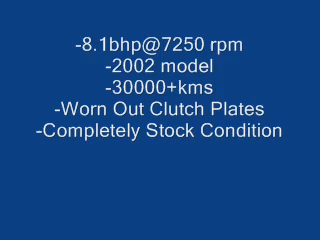 -8.1bhp@7250 rpm
-2002 model
-30000+kms
-Worn Out Clutch Plates
-Completely Stock Condition